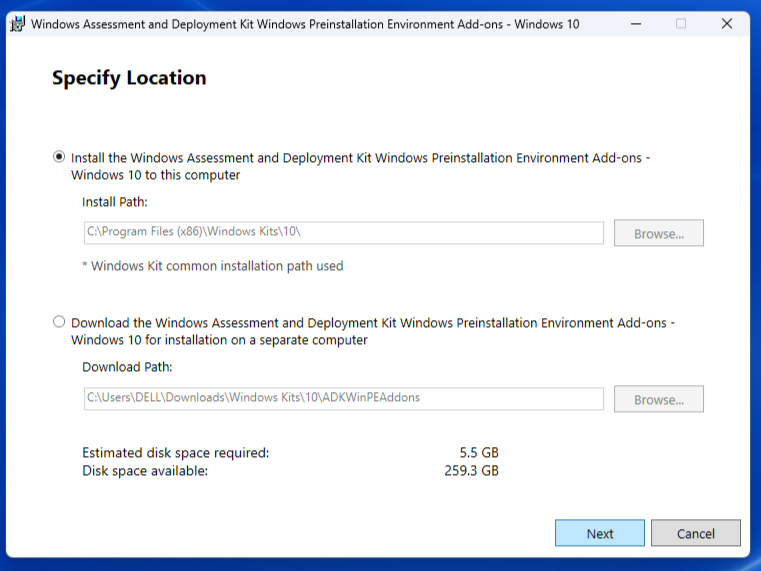 Windows Assessment and Deployment Kit Windows Preinstallation Environment Add-ons - Windows 10
Specify Location
Install the Windows Assessment and Deployment Kit Windows Preinstallation Environment Add-ons -
Windows 10 to this computer
Install Path:
C:\Program Files (x86)\Windows Kits\10\
Browse...
* Windows Kit common installation path used
Download the Windows Assessment and Deployment Kit Windows Preinstallation Environment Add-ons -
Windows 10 for installation on a separate computer
Download Path:
C:\Users\DELL\Downloads\Windows Kits\10\ADKWinPEAddons
Browse...
Estimated disk space required: 5.5 GB
Disk space available: 259.3 GB
Next
Cancel